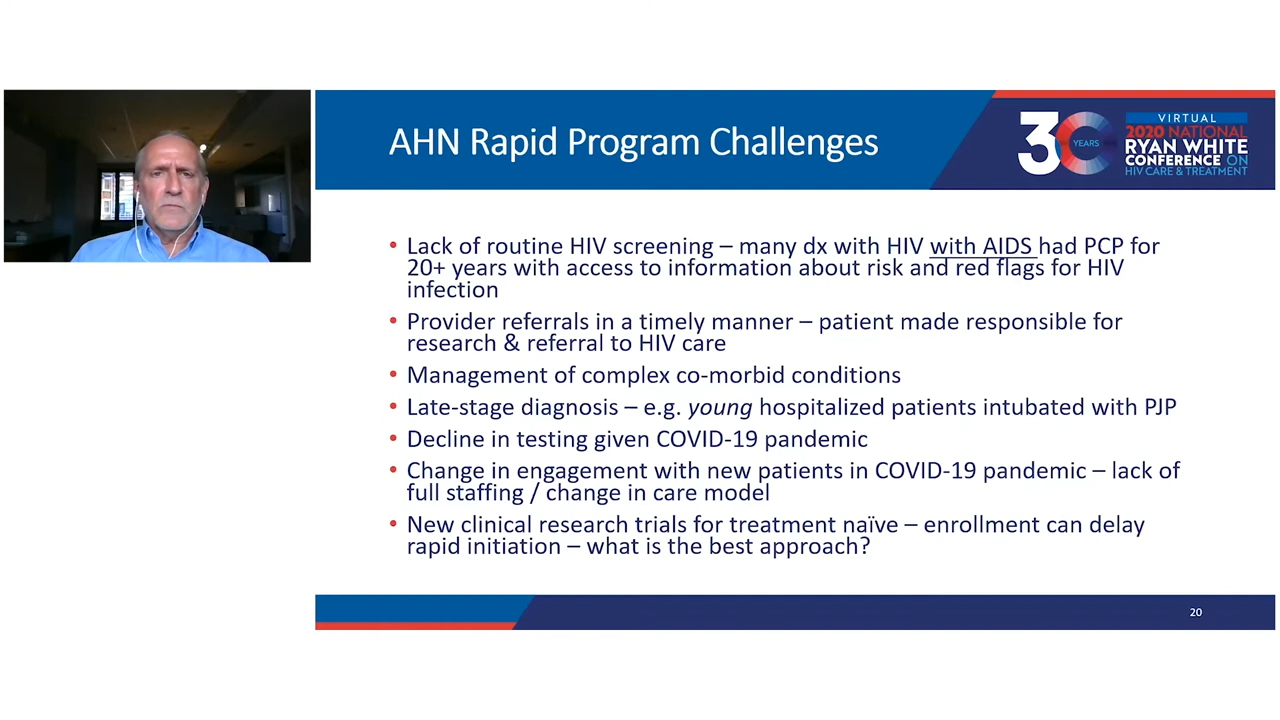 AHN Rapid Program Challenges
30
YEARS
VIRTUAL
2020 NATIONAL
RYAN WHITE
CONFERENCE ON
HIV CARE & TREATMENT
• Lack of routine HIV screening – many dx with HIV with AIDS had PCP for
20+ years with access to information about risk and red flags for HIV
infection
• Provider referrals in a timely manner – patient made responsible for
research & referral to HIV care
• Management of complex co-morbid conditions
• Late-stage diagnosis – e.g. young hospitalized patients intubated with PJP
• Decline in testing given COVID-19 pandemic
• Change in engagement with new patients in COVID-19 pandemic – lack of
full staffing / change in care model
• New clinical research trials for treatment naïve – enrollment can delay
rapid initiation – what is the best approach?
20